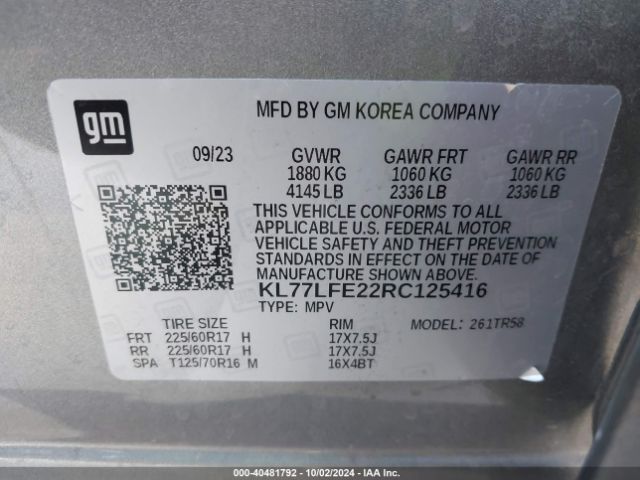 gm
MFD BY GM KOREA COMPANY
09/23 GVWR GAWR FRT GAWR RR
1880 KG 1060 KG 1060 KG
4145 LB 2336 LB 2336 LB
THIS VEHICLE CONFORMS TO ALL
APPLICABLE U.S. FEDERAL MOTOR
VEHICLE SAFETY AND THEFT PREVENTION
STANDARDS IN EFFECT ON THE DATE OF
MANUFACTURE SHOWN ABOVE.
KL77LFE22RC125416
TYPE: MPV
TIRE SIZE RIM MODEL: 261TR58
FRT 225/60R17 H 17X7.5J
RR 225/60R17 H 17X7.5J
SPA T125/70R16 M 16X4BT
000-40481792 - 10/02/2024 - IAA Inc.